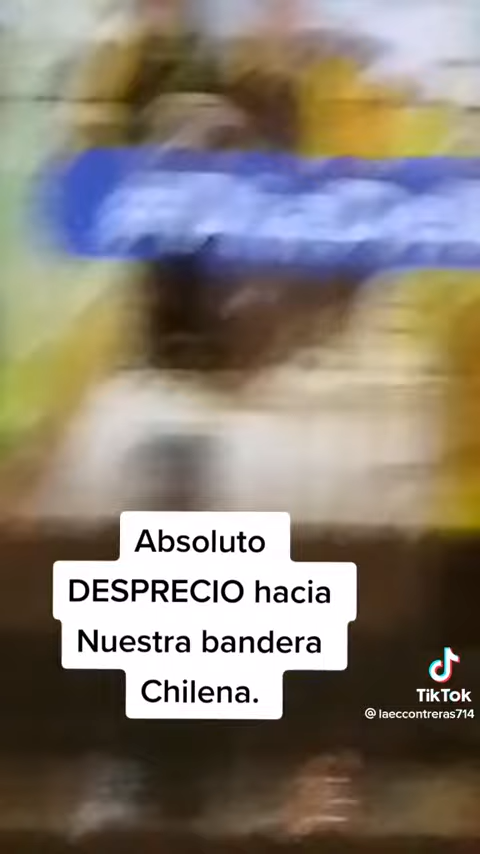 Absoluto
DESPRECIO hacia
Nuestra bandera
Chilena.
TikTok
@laeccontreras714